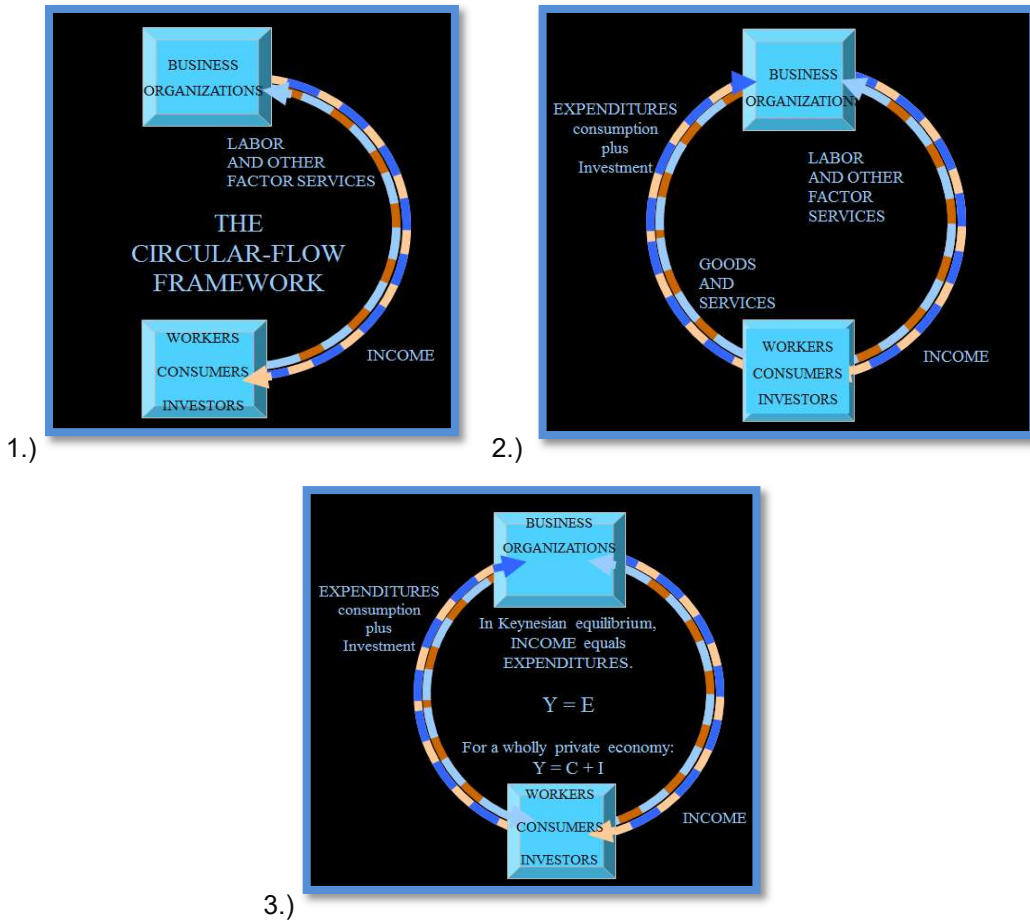 BUSINESS
ORGANIZATIONS
LABOR
AND OTHER
FACTOR SERVICES
THE
CIRCULAR-FLOW
FRAMEWORK
WORKERS
CONSUMERS
INVESTORS
INCOME
1.)
BUSINESS
ORGANIZATIONS
EXPENDITURES
consumption
plus
Investment
LABOR
AND OTHER
FACTOR
SERVICES
GOODS
AND
SERVICES
WORKERS
CONSUMERS
INVESTORS
INCOME
2.)
BUSINESS
ORGANIZATIONS
EXPENDITURES
consumption
plus
Investment
In Keynesian equilibrium,
INCOME equals
EXPENDITURES.
Y = E
For a wholly private economy:
Y = C + I
WORKERS
CONSUMERS
INVESTORS
INCOME
3.)